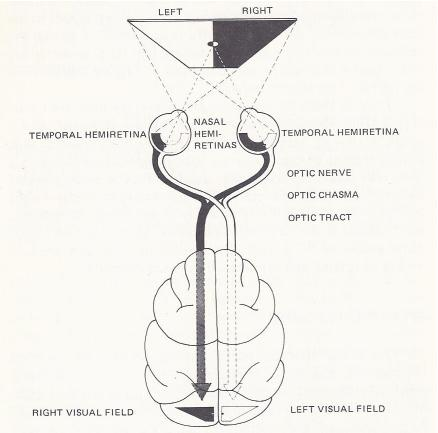 LEFT RIGHT
TEMPORAL HEMIRETINA
NASAL
HEMI-
RETINAS
TEMPORAL HEMIRETINA
OPTIC NERVE
OPTIC CHASMA
OPTIC TRACT
RIGHT VISUAL FIELD
LEFT VISUAL FIELD